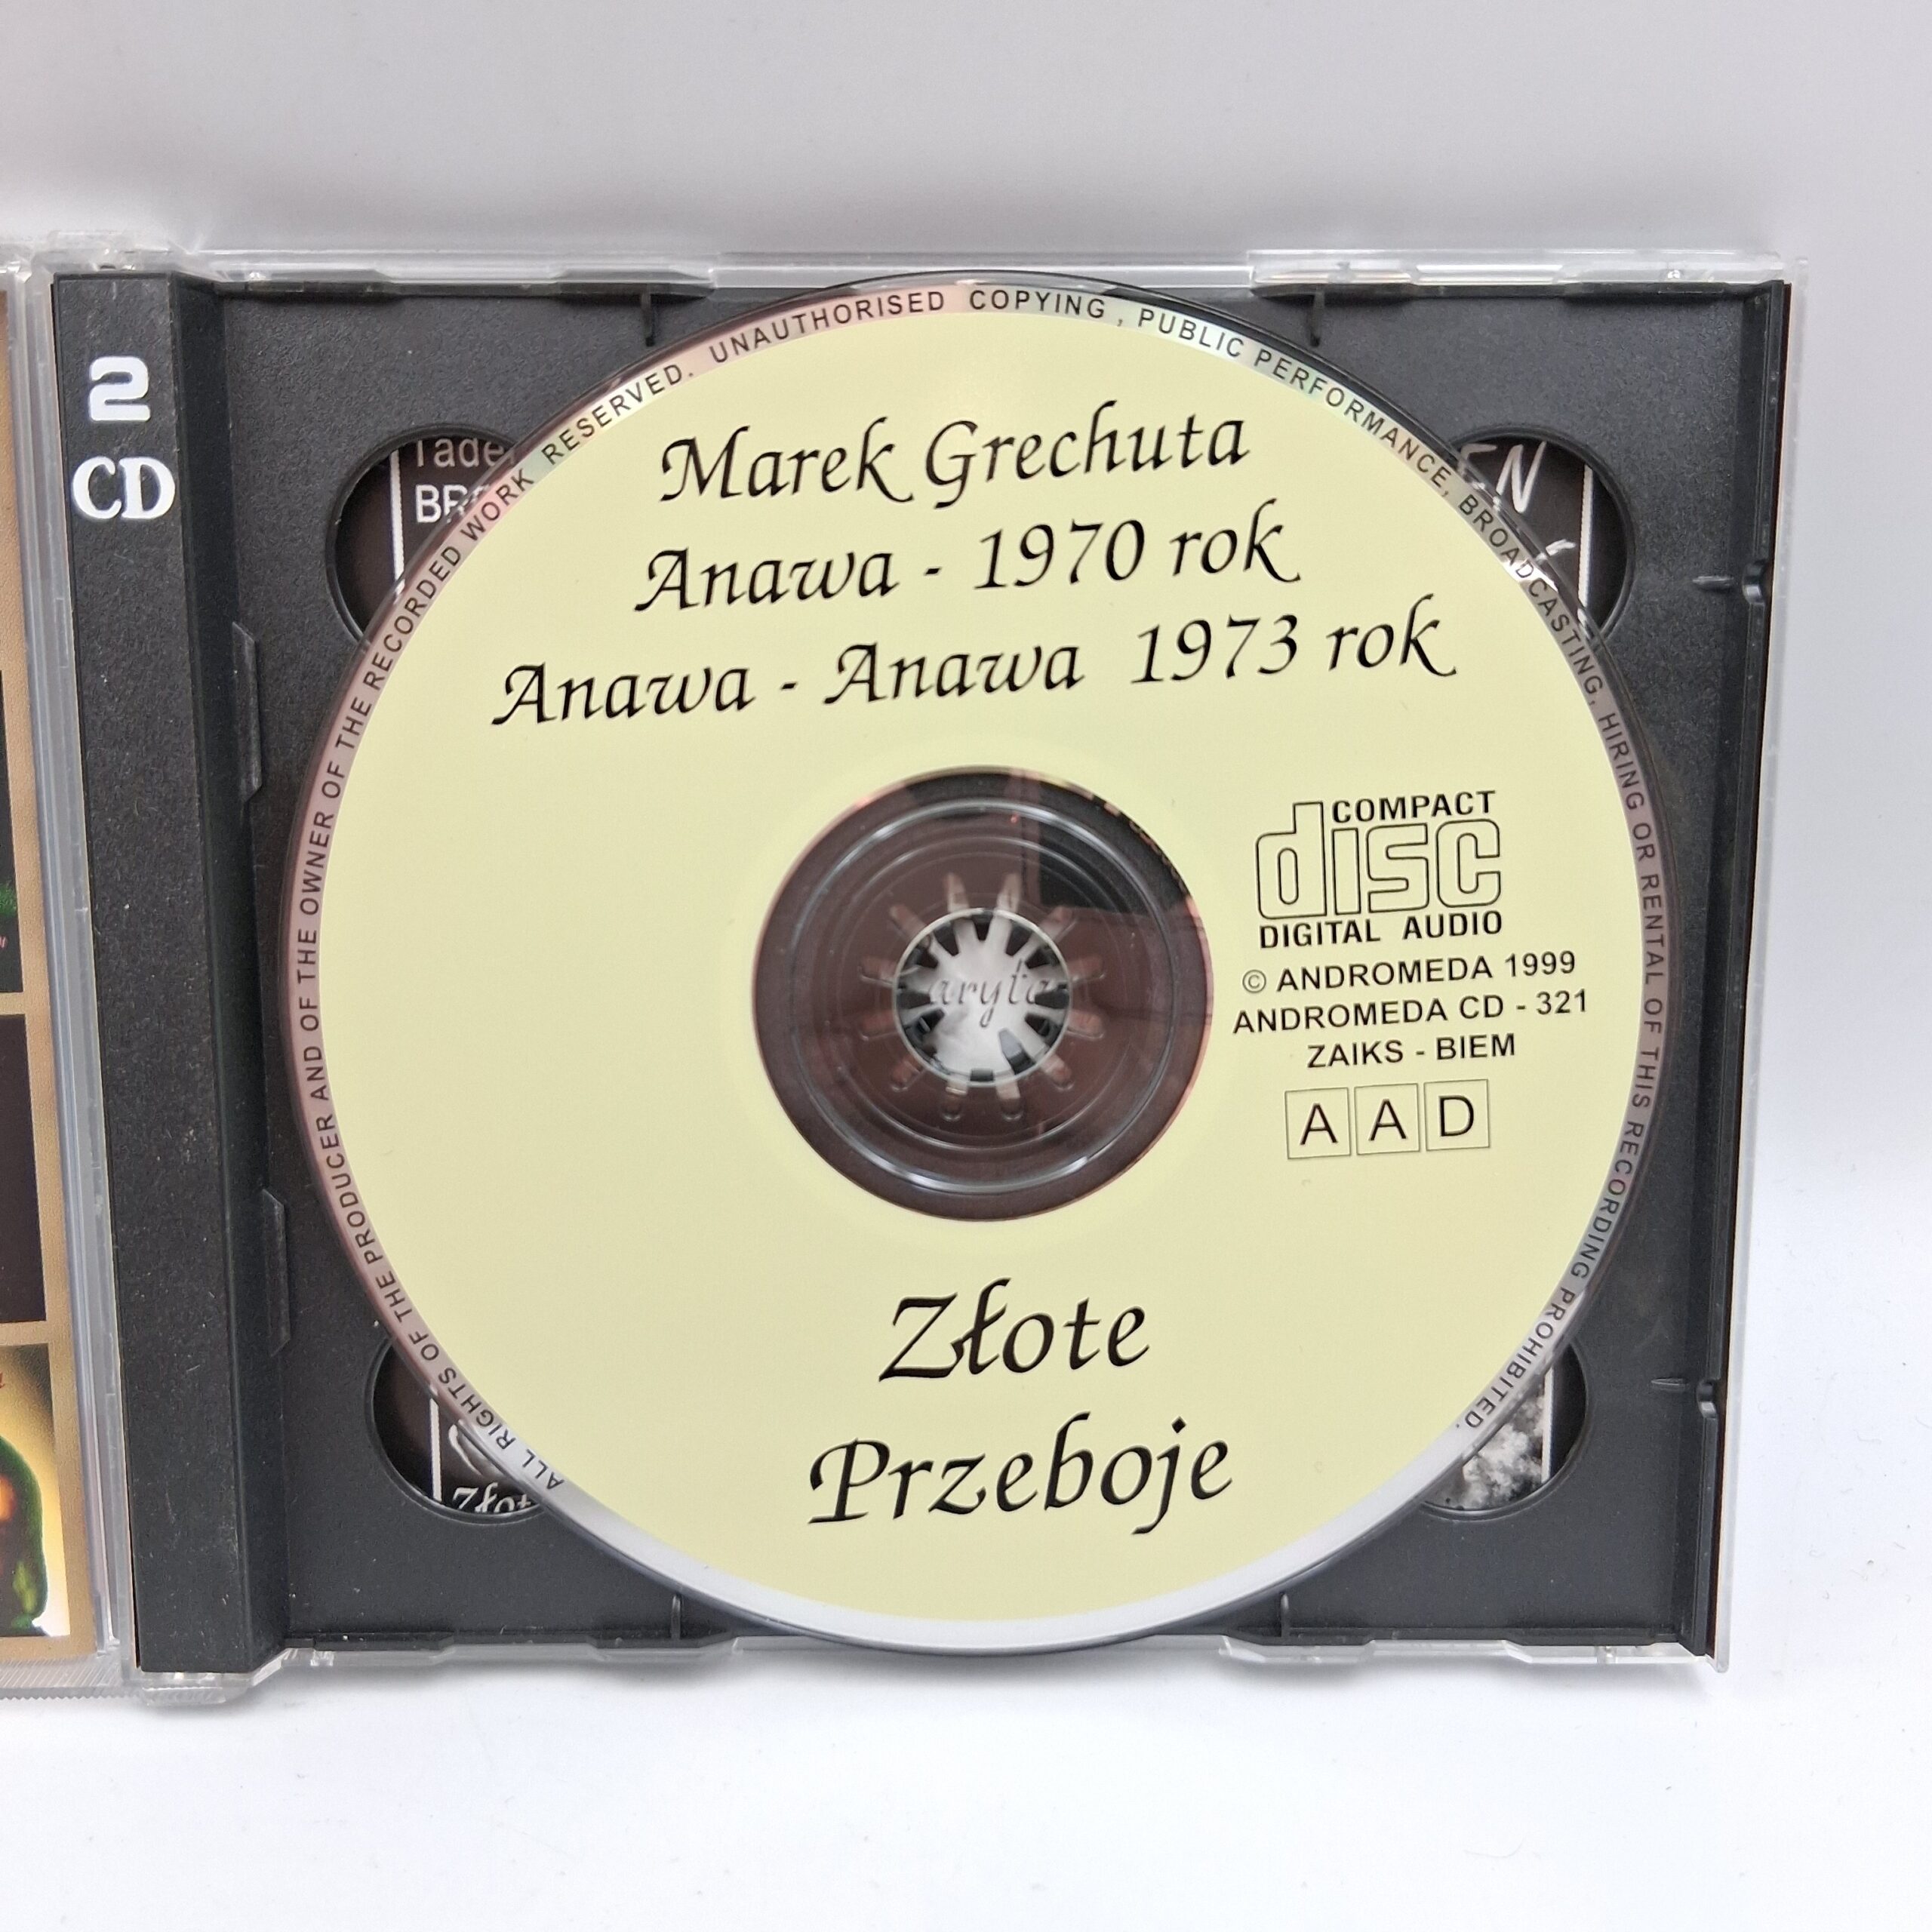 2
CD
Marek Grechuta
Anawa - 1970 rok
Anawa - Anawa 1973 rok
COMPACT
disc
DIGITAL AUDIO
© ANDROMEDA 1999
ANDROMEDA CD - 321
ZAIKS - BIEM
A A D
Złote
Przeboje
ALL RIGHTS OF THE PRODUCER AND OF THE OWNER OF THE RECORDED WORK RESERVED. UNAUTHORISED COPYING , PUBLIC PERFORMANCE, BROADCASTING, HIRING OR RENTAL OF THIS RECORDING PROHIBITED.